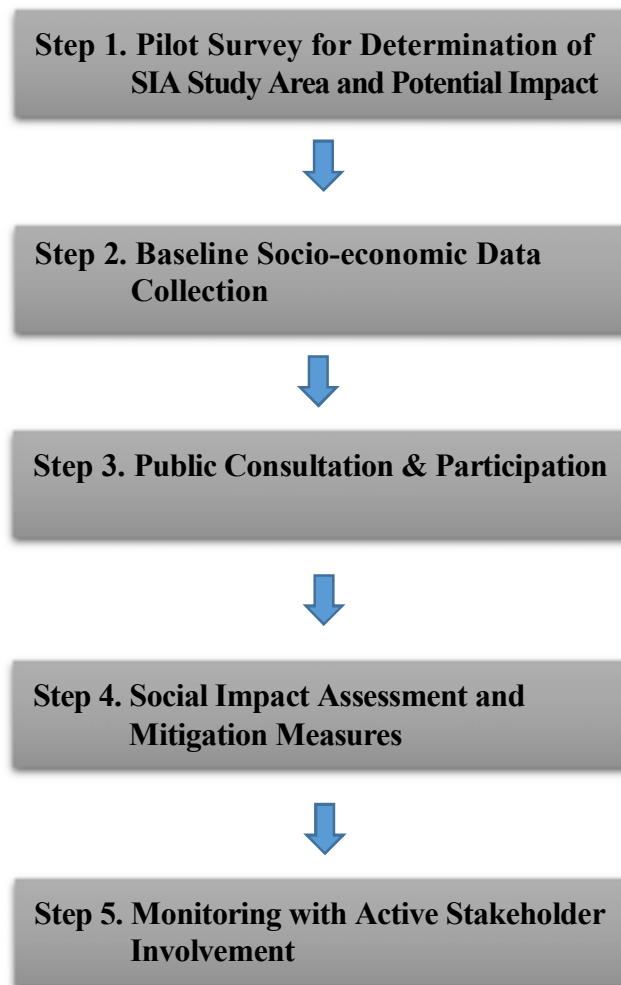 Step 1. Pilot Survey for Determination of
SIA Study Area and Potential Impact
Step 2. Baseline Socio-economic Data
Collection
Step 3. Public Consultation & Participation
Step 4. Social Impact Assessment and
Mitigation Measures
Step 5. Monitoring with Active Stakeholder
Involvement